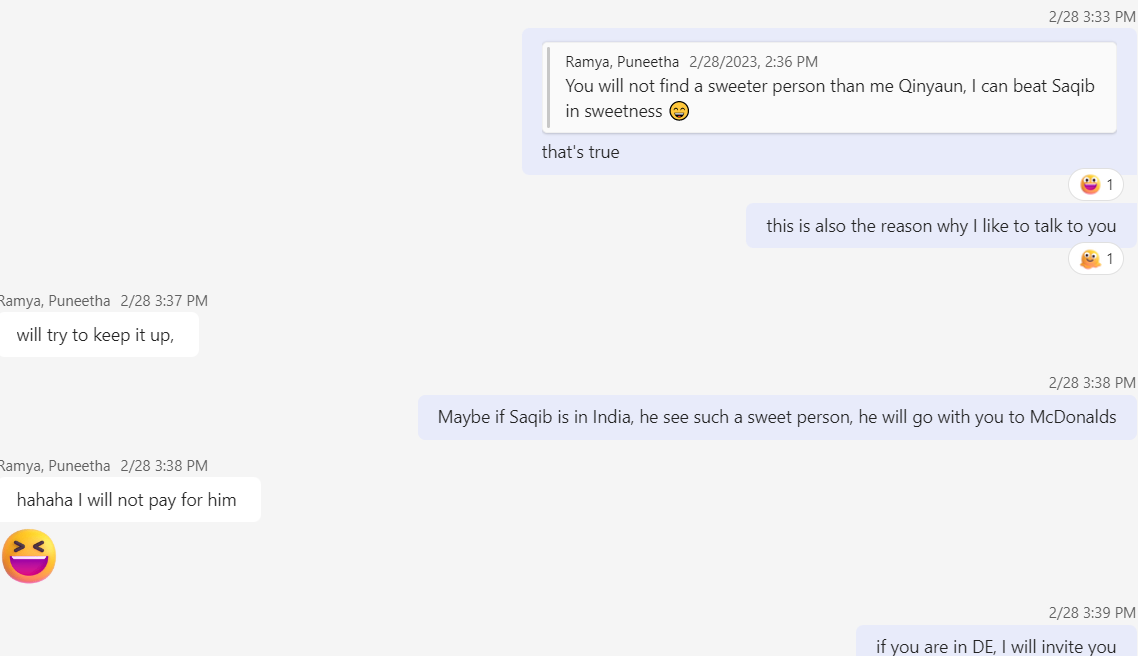 2/28 3:33 PM
Ramya, Puneetha 2/28/2023, 2:36 PM
You will not find a sweeter person than me Qinyaun, I can beat Saqib
in sweetness
that's true
1
this is also the reason why I like to talk to you
1
Ramya, Puneetha 2/28 3:37 PM
will try to keep it up,
2/28 3:38 PM
Maybe if Saqib is in India, he see such a sweet person, he will go with you to McDonalds
Ramya, Puneetha 2/28 3:38 PM
hahaha I will not pay for him
2/28 3:39 PM
if you are in DE, I will invite you